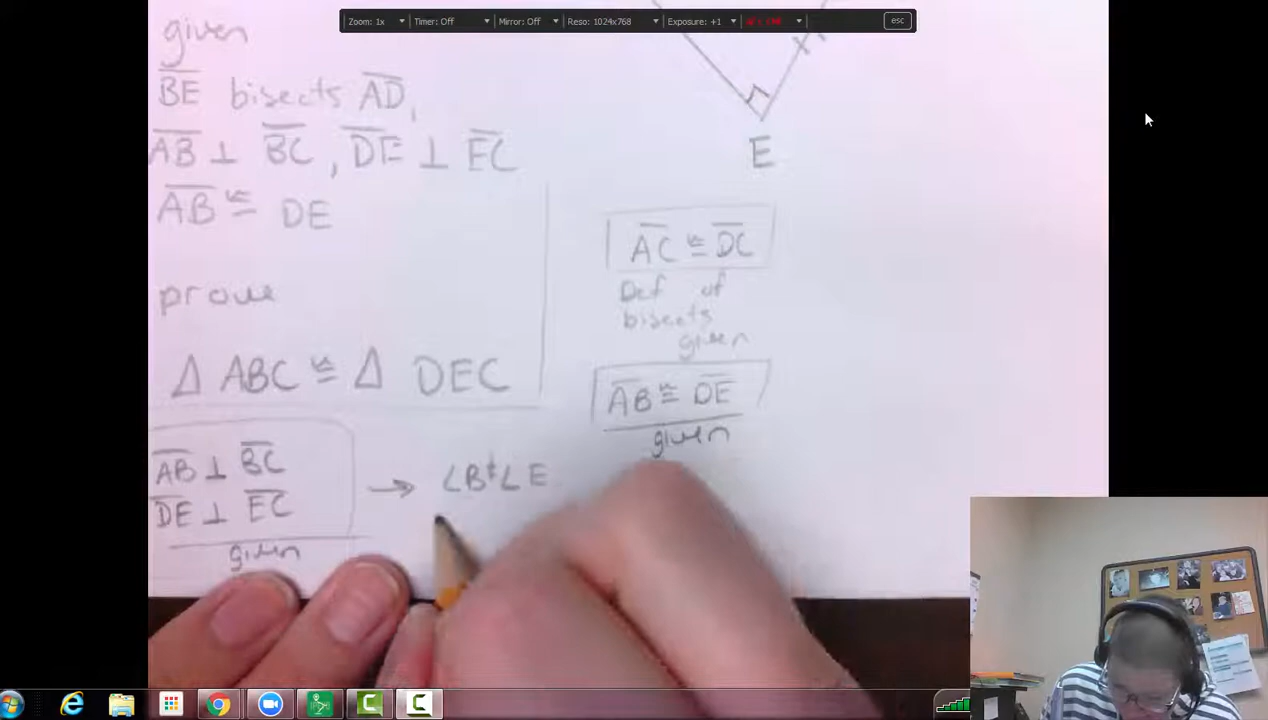 Zoom: 1x Timer: Off Mirror: Off Reso: 1024x768 Exposure: +1 esc
given
BE bisects AD,
AB ⊥ BC, DE ⊥ EC
AB ≅ DE
prove
Δ ABC ≅ Δ DEC
AB ⊥ BC
DE ⊥ EC
given
→ ∠B ∠E
E
AC ≅ DC
Def of
bisects
given
AB ≅ DE
given